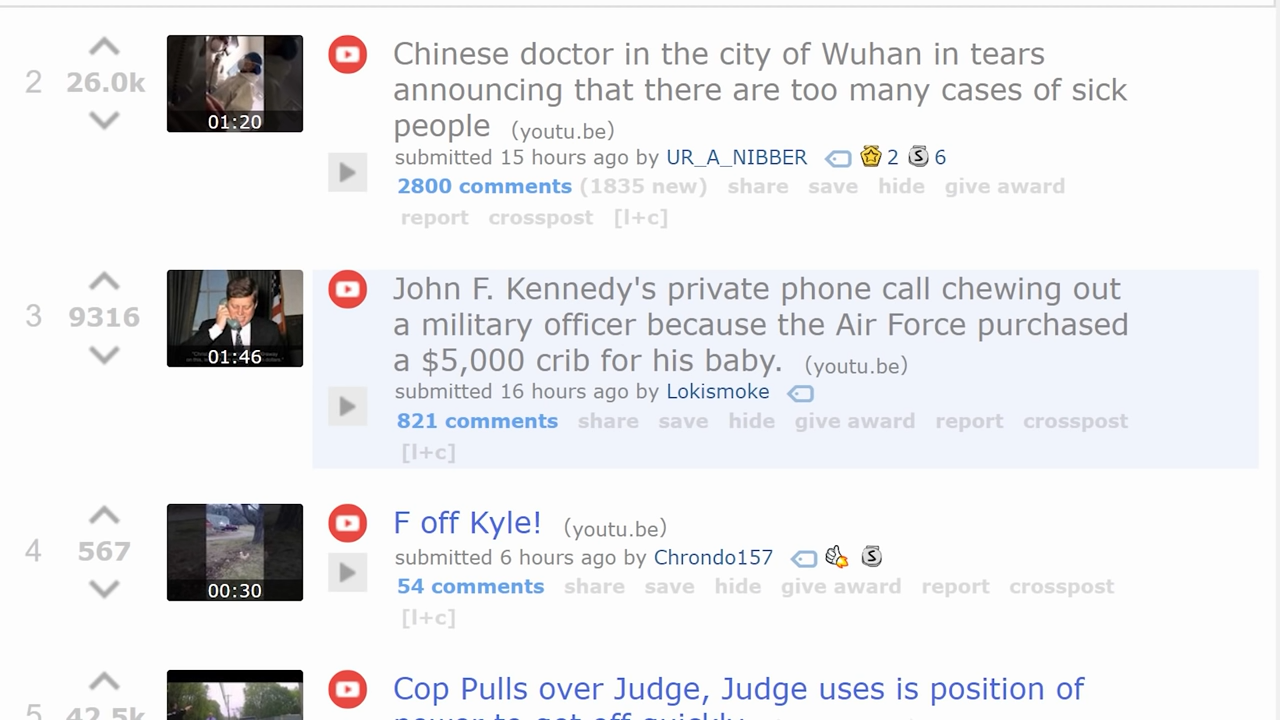 2
26.0k
01:20
Chinese doctor in the city of Wuhan in tears
announcing that there are too many cases of sick
people (youtu.be)
submitted 15 hours ago by UR_A_NIBBER 2 S 6
2800 comments (1835 new) share save hide give award
report crosspost [l+c]
3
9316
01:46
John F. Kennedy's private phone call chewing out
a military officer because the Air Force purchased
a $5,000 crib for his baby. (youtu.be)
submitted 16 hours ago by Lokismoke
821 comments share save hide give award report crosspost
[l+c]
4
567
00:30
F off Kyle! (youtu.be)
submitted 6 hours ago by Chrondo157 S
54 comments share save hide give award report crosspost
[l+c]
5
42.5k
Cop Pulls over Judge, Judge uses is position of
power to get off quickly